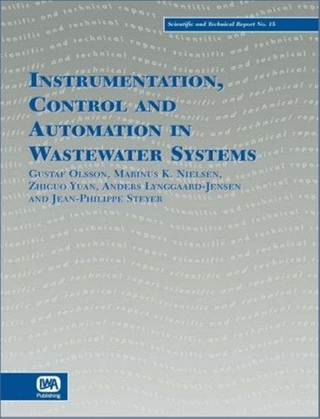 Scientific and Technical Report No. 15
INSTRUMENTATION,
CONTROL AND
AUTOMATION IN
WASTEWATER SYSTEMS
GUSTAF OLSSON, MARINUS K. NIELSEN,
ZHIGUO YUAN, ANDERS LYNGGAARD-JENSEN
AND JEAN-PHILIPPE STEYER
IWA
Publishing